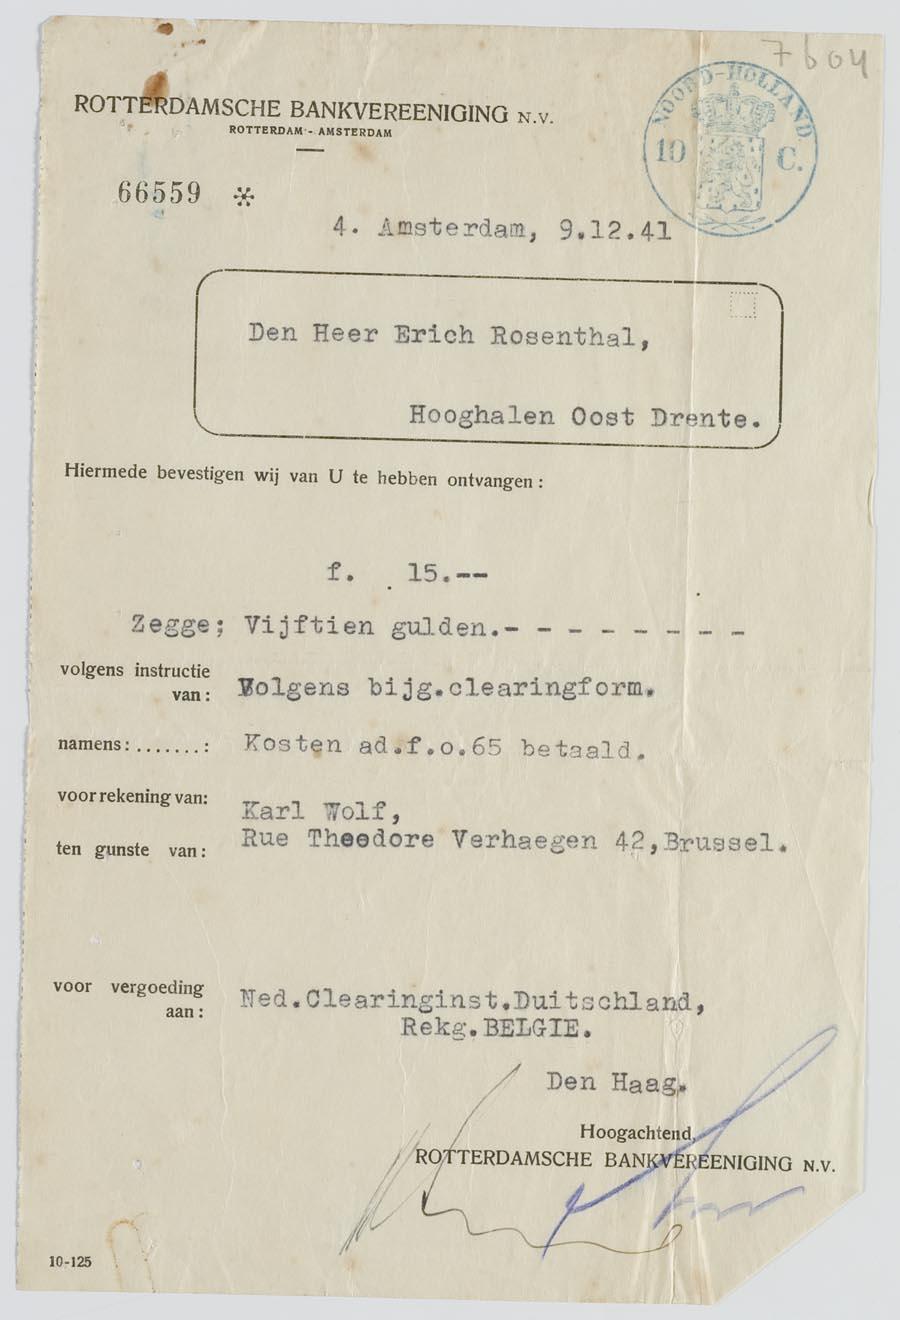 7604
NOORD-HOLLAND
10 C.
ROTTERDAMSCHE BANKVEREENIGING N.V.
ROTTERDAM - AMSTERDAM
66559 *
4. Amsterdam, 9.12.41
Den Heer Erich Rosenthal,
Hooghalen Oost Drente.
Hiermede bevestigen wij van U te hebben ontvangen :
f. . 15.--
Zegge; Vijftien gulden.- - - - - - - - -
volgens instructie
van : Volgens bijg.clearingform.
namens: . . . . . . . : Kosten ad.f.o.65 betaald.
voor rekening van: Karl Wolf,
ten gunste van : Rue Theodore Verhaegen 42,Brussel.
voor vergoeding
aan : Ned.Clearinginst.Duitschland,
Rekg.BELGIE.
Den Haag.
Hoogachtend,
ROTTERDAMSCHE BANKVEREENIGING N.V.
10-125